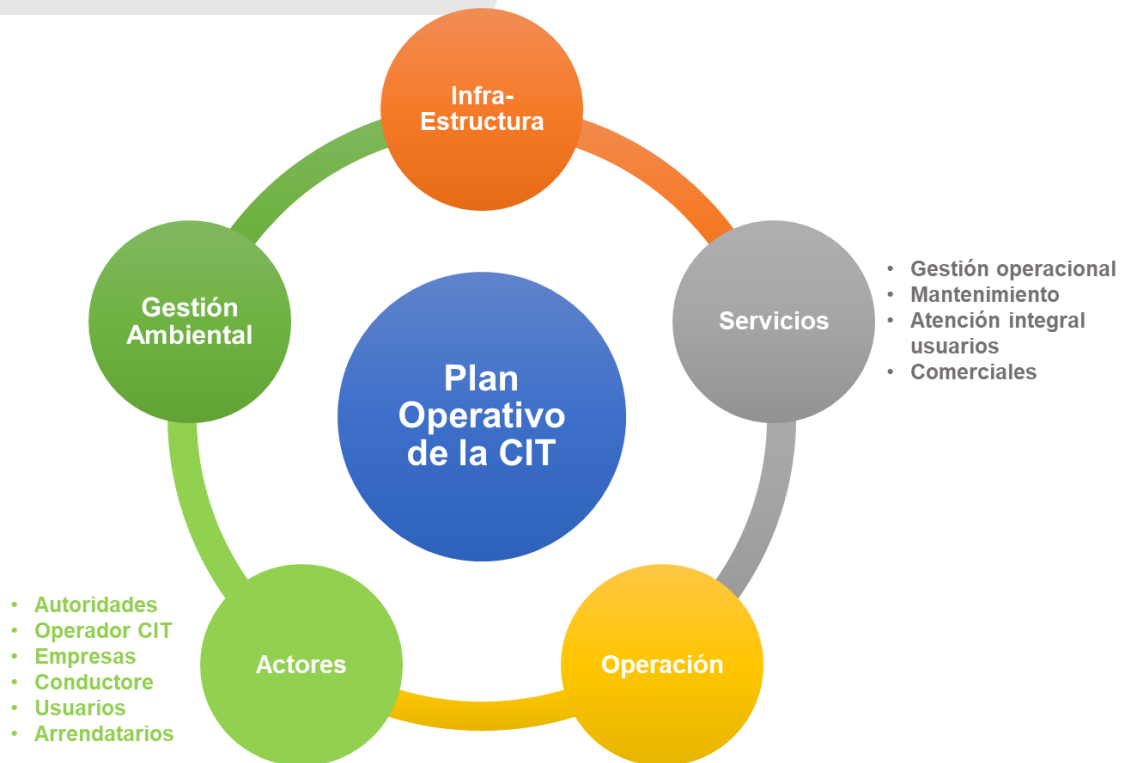 Infra-
Estructura
Gestión
Ambiental
Servicios
• Gestión operacional
• Mantenimiento
• Atención integral
usuarios
• Comerciales
Plan
Operativo
de la CIT
• Autoridades
• Operador CIT
• Empresas
• Conductore
• Usuarios
• Arrendatarios
Actores
Operación